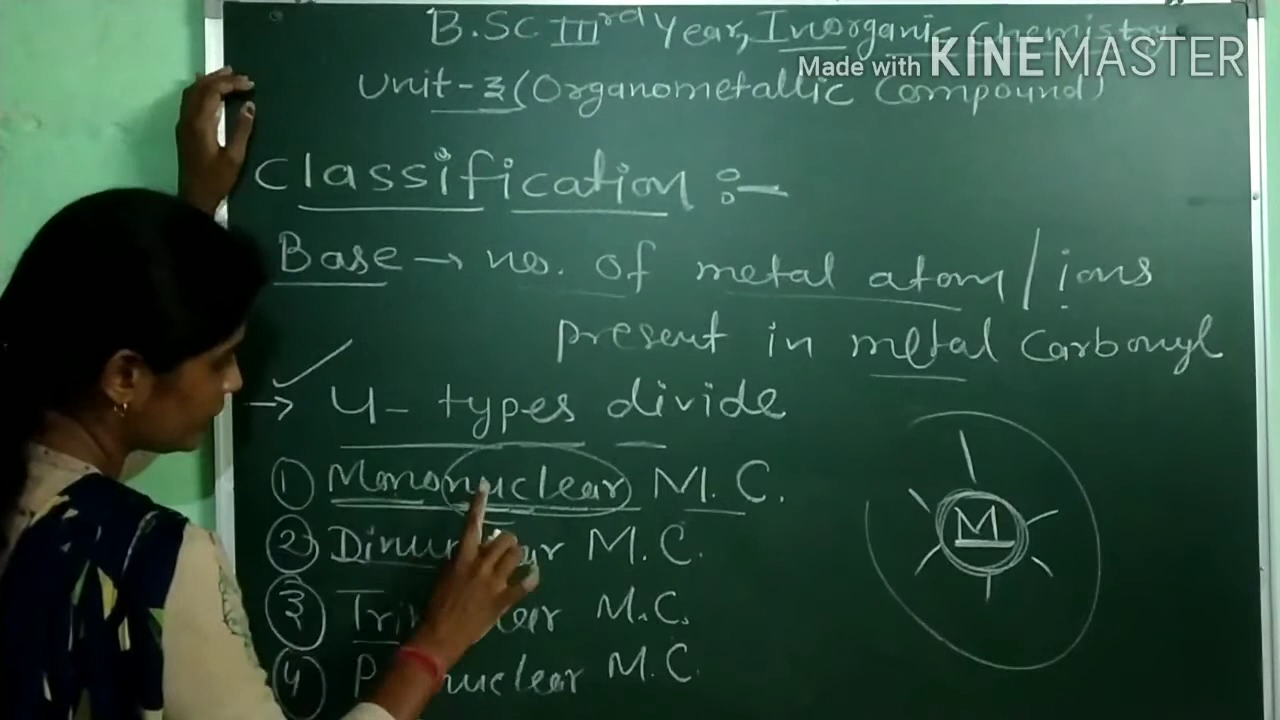 B.Sc IIIrd Year, Inorganic Chemistry
Made with KINEMASTER
Unit-3 (Organometallic Compound)
Classification :-
Base → no. of metal atom / ions
present in metal Carbonyl
→ 4- types divide
① Mononuclear M.C.
② M.C.
③ M.C.
④ M.C.
M